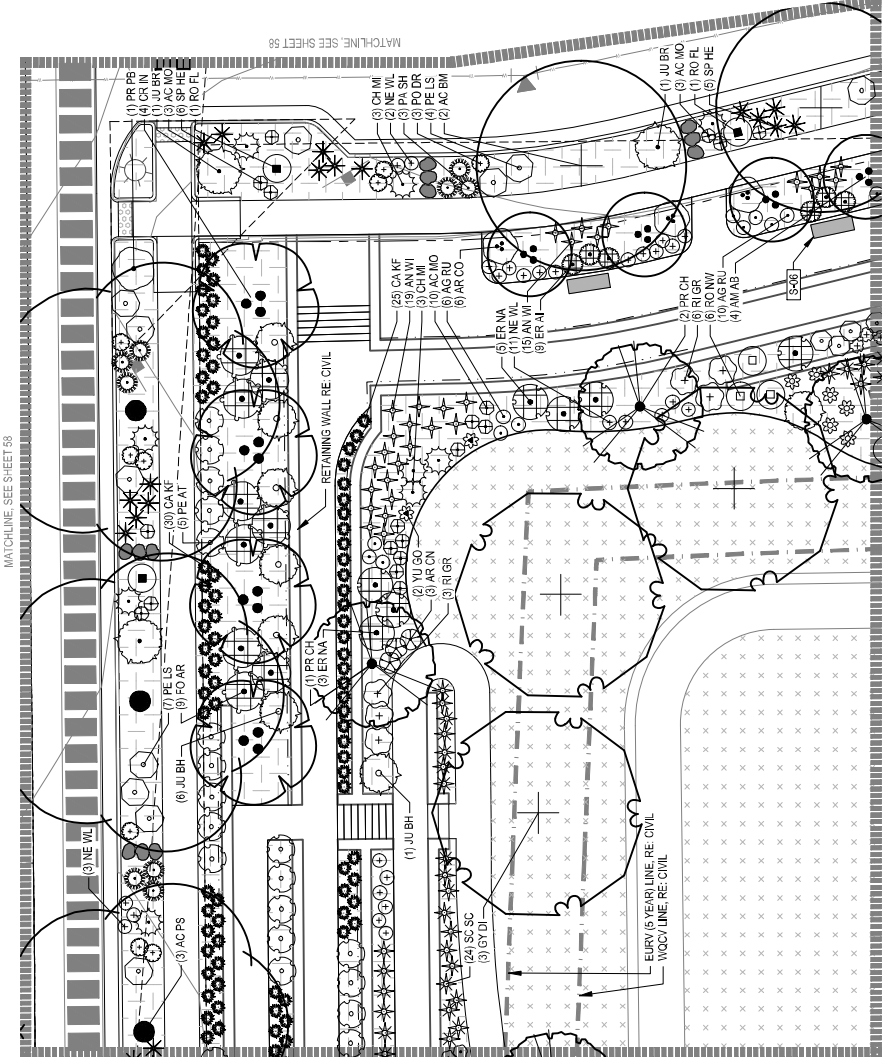 MATCHLINE, SEE SHEET 58
MATCHLINE, SEE SHEET 58
(1) PR PB
(4) CR IN
(1) JU BR
(3) AC MO
(6) SP HE
(1) RO FL
(3) CH MI
(2) NE WL
(3) PA SH
(3) PO DR
(4) PE LS
(2) AC BM
(1) JU BR
(3) AC MO
(1) RO FL
(5) SP HE
(25) CA KF
(19) AN WI
(3) CH MI
(10) AC MO
(6) AG RU
(6) AR CO
(5) ER NA
(11) NE WL
(15) AN WI
(9) ER AI
(2) PR CH
(6) RI GR
(6) RO NW
(10) AG RU
(4) AM AB
S-06
RETAINING WALL RE: CIVIL
(30) CA KF
(5) PE AT
(2) YU GO
(3) AR CN
(3) RI GR
(1) PR CH
(3) ER NA
(7) PE LS
(9) FO AR
(6) JU BH
(1) JU BH
(3) NE WL
(3) AC PS
(24) SC SC
(3) GY DI
EURV (5 YEAR) LINE, RE: CIVIL
WQCV LINE, RE: CIVIL